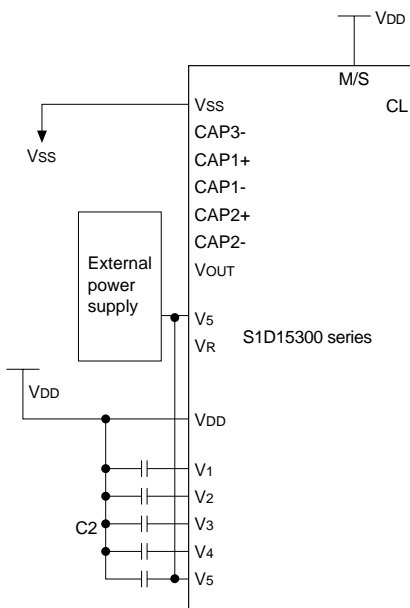 VDD
M/S
VSS
CL
CAP3-
VSS
CAP1+
CAP1-
CAP2+
CAP2-
External
power
supply
VOUT
V5
VR
S1D15300 series
VDD
VDD
V1
V2
C2
V3
V4
V5